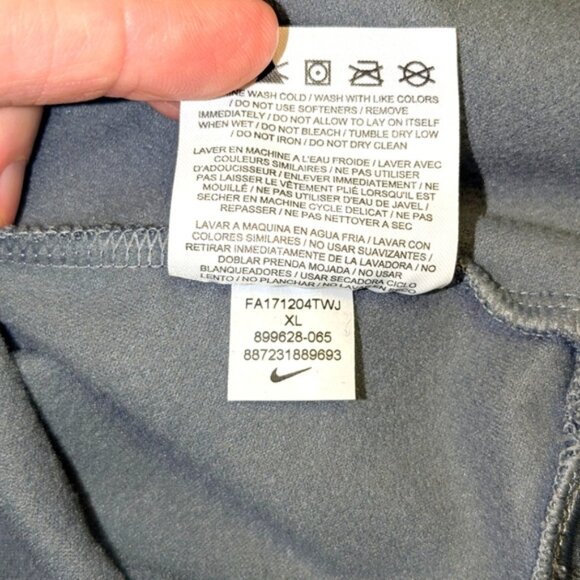 WASH COLD / WASH WITH LIKE COLORS
/ DO NOT USE SOFTENERS / REMOVE
IMMEDIATELY / DO NOT ALLOW TO LAY ON ITSELF
WHEN WET / DO NOT BLEACH / TUMBLE DRY LOW
/ DO NOT IRON / DO NOT DRY CLEAN
LAVER EN MACHINE A L'EAU FROIDE / LAVER AVEC
COULEURS SIMILAIRES / NE PAS UTILISER
D'ADOUCISSEUR / ENLEVER IMMEDIATEMENT / NE
PAS LAISSER LE VÊTEMENT PLIÉ LORSQU'IL EST
MOUILLÉ / NE PAS UTILISER D'EAU DE JAVEL /
SECHER EN MACHINE CYCLE DELICAT / NE PAS
REPASSER / NE PAS NETTOYER A SEC
LAVAR A MAQUINA EN AGUA FRIA / LAVAR CON
COLORES SIMILARES / NO USAR SUAVIZANTES /
RETIRAR INMEDIATAMENTE DE LA LAVADORA / NO
DOBLAR PRENDA MOJADA / NO USAR
BLANQUEADORES / USAR SECADORA CICLO
LENTO / NO PLANCHAR / NO
FA171204TWJ
XL
899628-065
887231889693